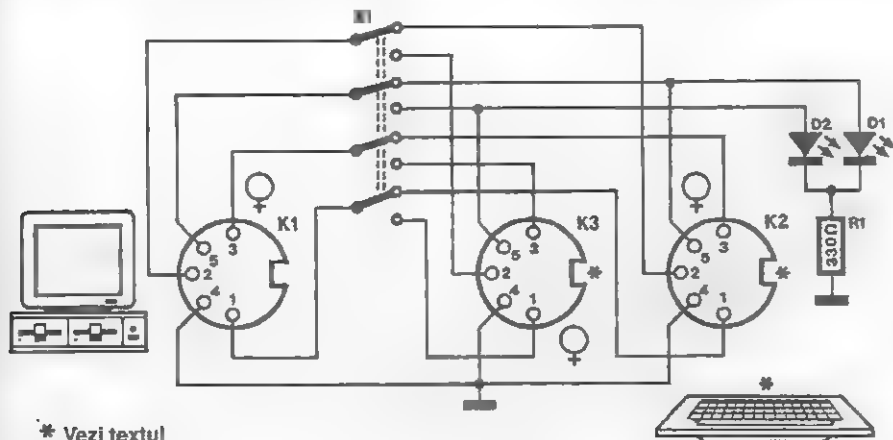 D2 D1
K1 K3 K2 R1
330Ω
3 5 2 4 1
3 5 2 4 1
3 5 2 4 1
* *
*
* Vezi textul